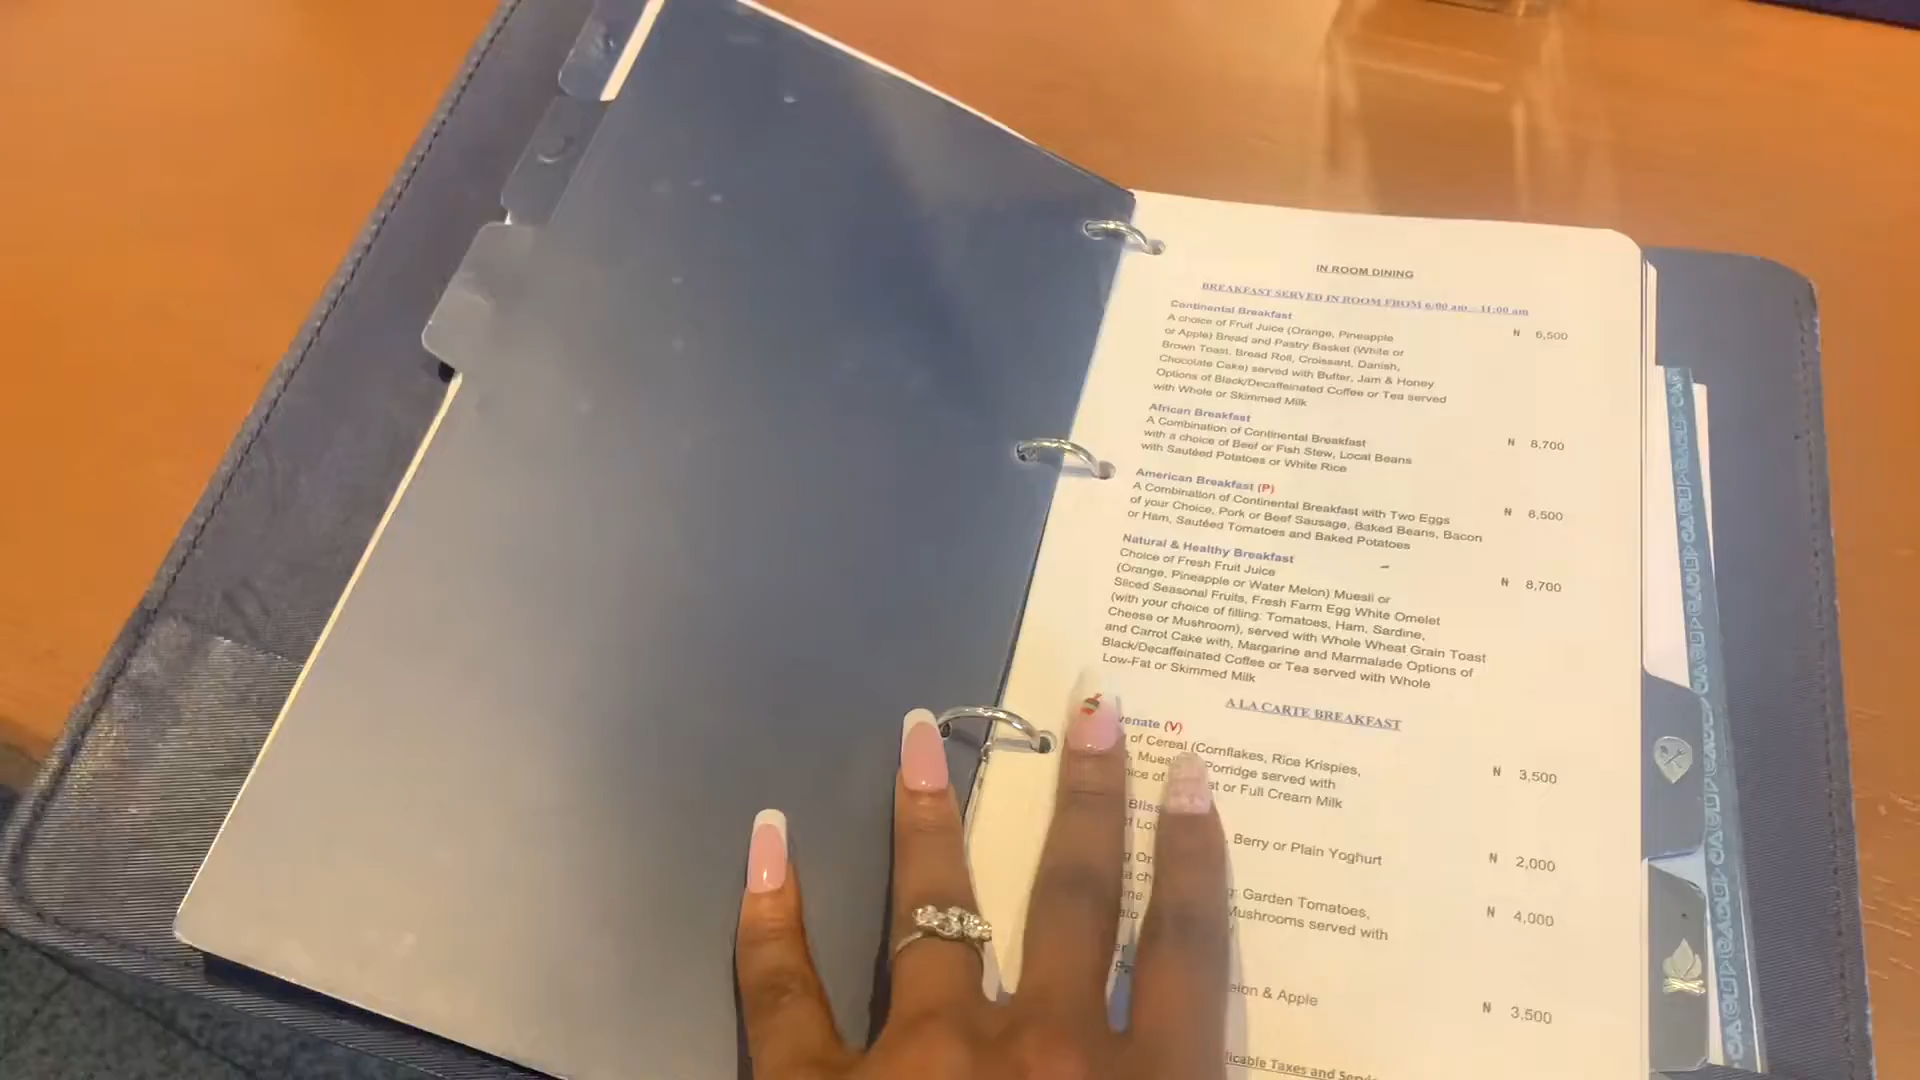 IN ROOM DINING
BREAKFAST SERVED IN ROOM FROM 6:00 am - 11:00 am
Continental Breakfast
A choice of Fruit Juice (Orange, Pineapple
or Apple) Bread and Pastry Basket (White or
Brown Toast, Bread Roll, Croissant, Danish,
Chocolate Cake) served with Butter, Jam & Honey
Options of Black/Decaffeinated Coffee or Tea served
with Whole or Skimmed Milk
₦ 6,500
African Breakfast
A Combination of Continental Breakfast
with a choice of Beef or Fish Stew, Local Beans
with Sautéed Potatoes or White Rice
₦ 8,700
American Breakfast (P)
A Combination of Continental Breakfast with Two Eggs
of your Choice, Pork or Beef Sausage, Baked Beans, Bacon
or Ham, Sautéed Tomatoes and Baked Potatoes
₦ 8,500
Natural & Healthy Breakfast
Choice of Fresh Fruit Juice
(Orange, Pineapple or Water Melon) Muesli or
Sliced Seasonal Fruits, Fresh Farm Egg White Omelet
(with your choice of filling: Tomatoes, Ham, Sardine,
Cheese or Mushroom), served with Whole Wheat Grain Toast
and Carrot Cake with, Margarine and Marmalade Options of
Black/Decaffeinated Coffee or Tea served with Whole
Low-Fat or Skimmed Milk
₦ 8,700
A LA CARTE BREAKFAST
(V)
of Cereal (Cornflakes, Rice Krispies,
Porridge served with
or Full Cream Milk
₦ 3,500
Berry or Plain Yoghurt
₦ 2,000
Garden Tomatoes,
Mushrooms served with
₦ 4,000
& Apple
₦ 3,500
Taxes and